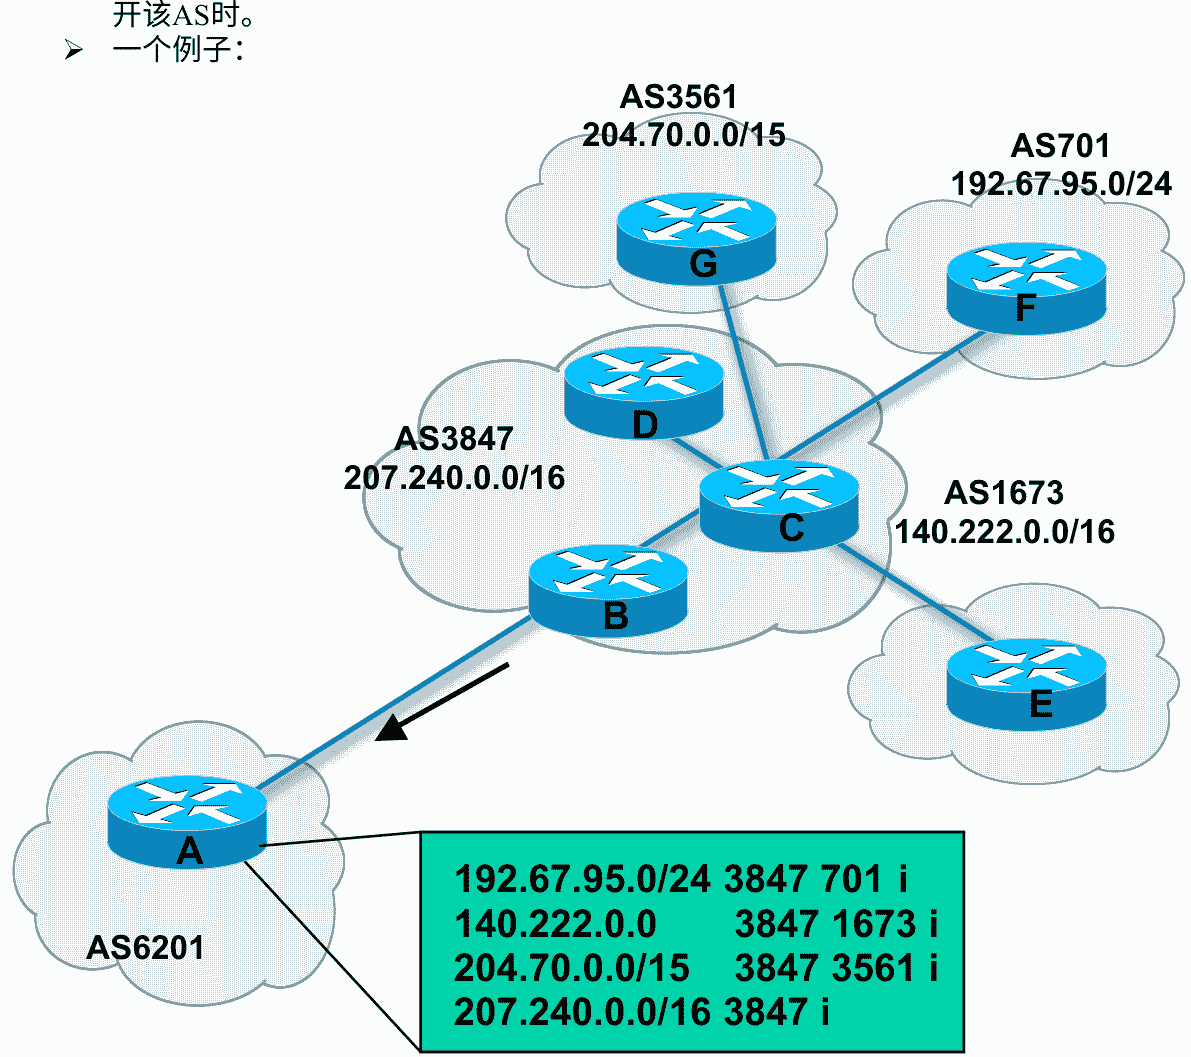 开该AS时。
➢ 一个例子：
AS3561
204.70.0.0/15
AS701
192.67.95.0/24
G
F
D
AS3847
207.240.0.0/16
C
AS1673
140.222.0.0/16
B
E
A
AS6201
192.67.95.0/24 3847 701 i
140.222.0.0 3847 1673 i
204.70.0.0/15 3847 3561 i
207.240.0.0/16 3847 i